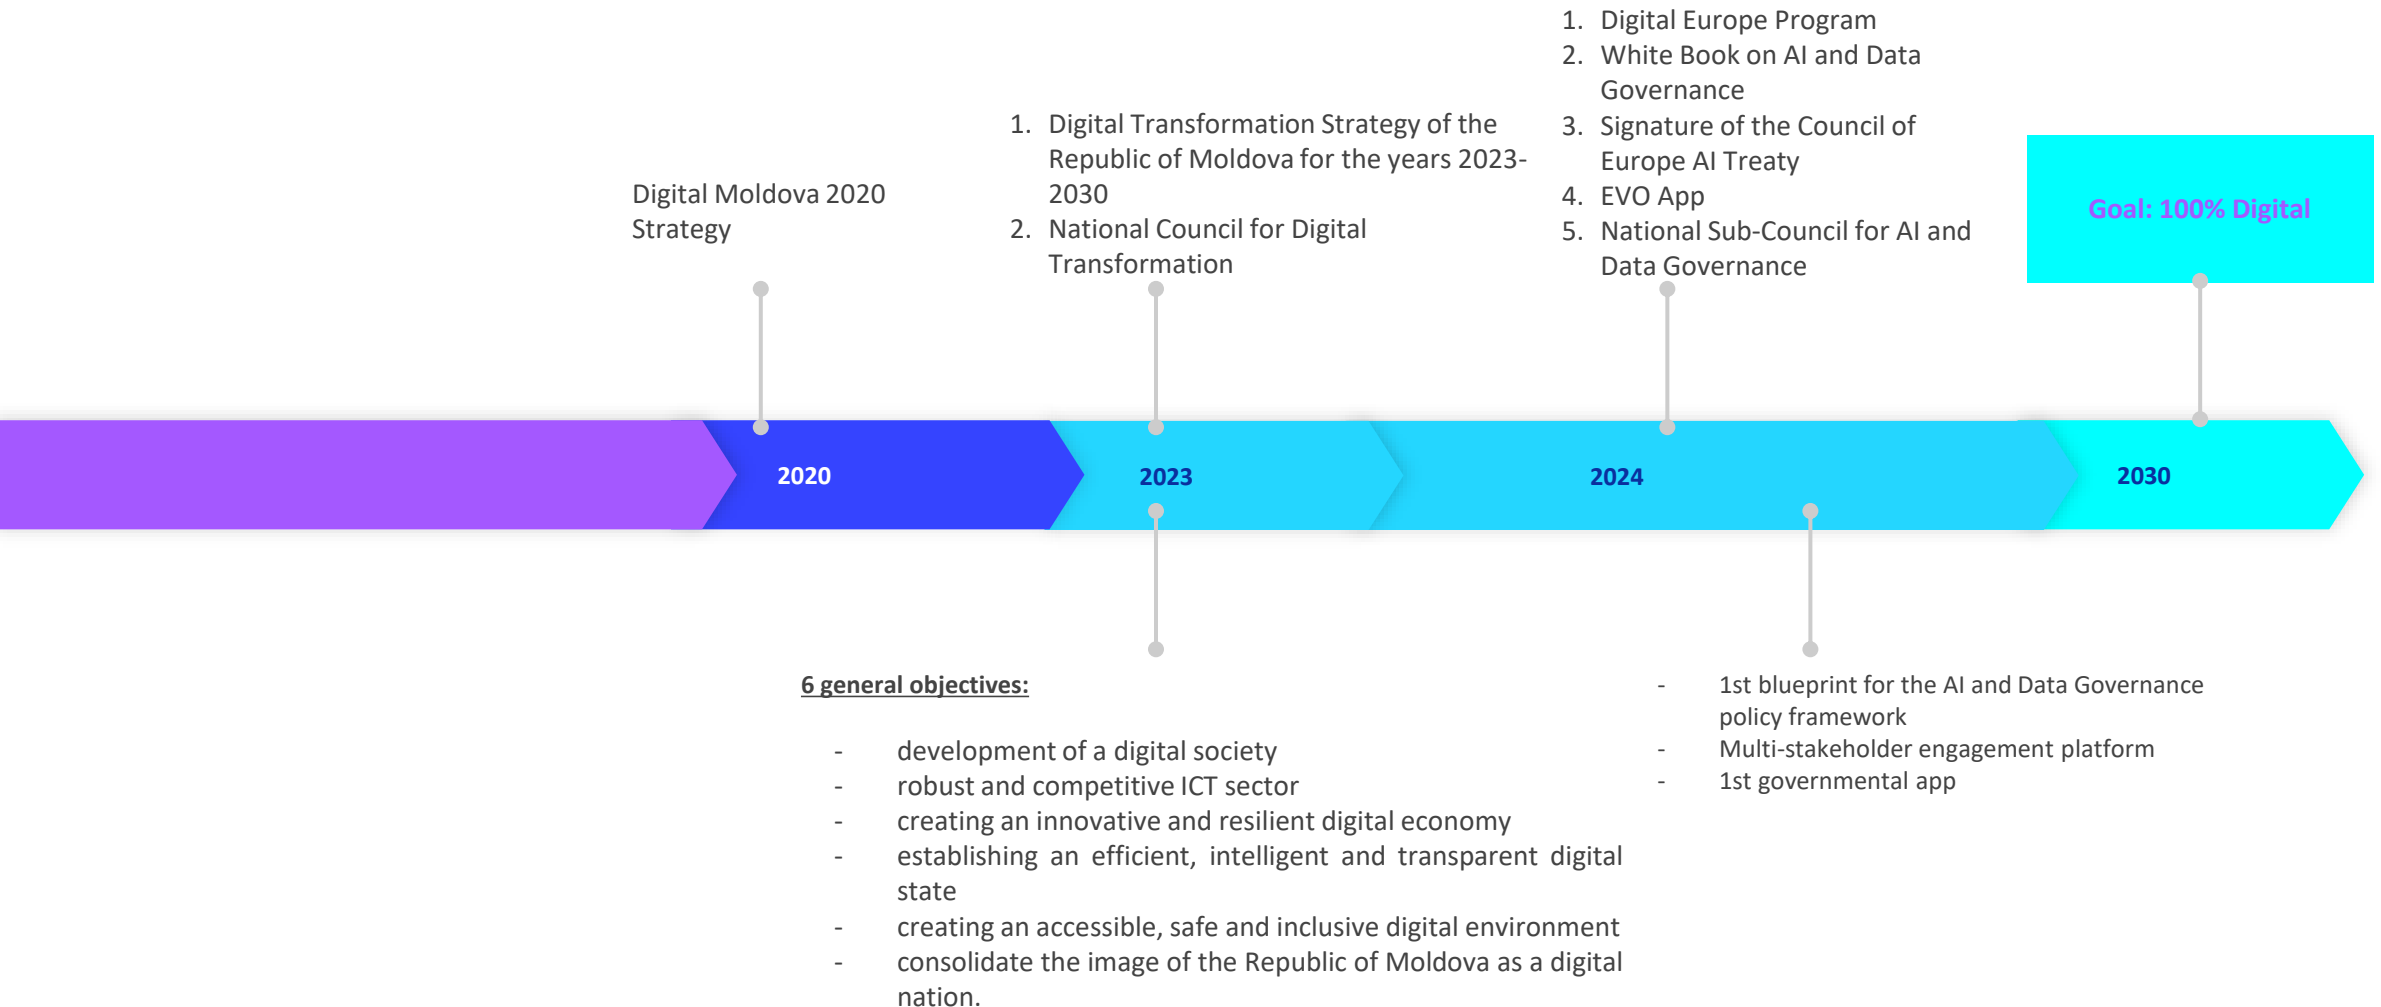 Digital Moldova 2020
Strategy
1. Digital Transformation Strategy of the
Republic of Moldova for the years 2023-
2030
2. National Council for Digital
Transformation
1. Digital Europe Program
2. White Book on AI and Data
Governance
3. Signature of the Council of
Europe AI Treaty
4. EVO App
5. National Sub-Council for AI and
Data Governance
Goal: 100% Digital
2020
2023
2024
2030
6 general objectives:
- development of a digital society
- robust and competitive ICT sector
- creating an innovative and resilient digital economy
- establishing an efficient, intelligent and transparent digital
state
- creating an accessible, safe and inclusive digital environment
- consolidate the image of the Republic of Moldova as a digital
nation.
- 1st blueprint for the AI and Data Governance
policy framework
- Multi-stakeholder engagement platform
- 1st governmental app